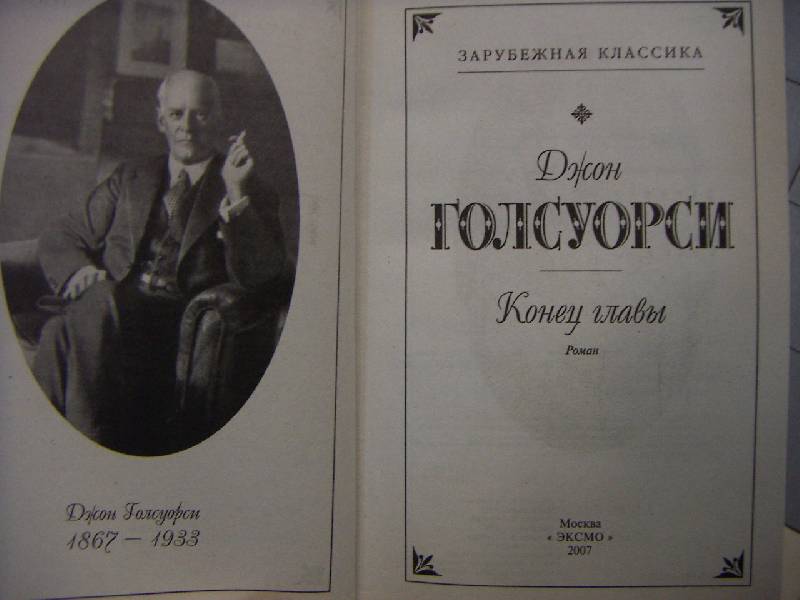 Джон Голсуорси
1867 — 1933
ЗАРУБЕЖНАЯ КЛАССИКА
Джон
ГОЛСУОРСИ
Конец главы
Роман
Москва
« ЭКСМО »
2007